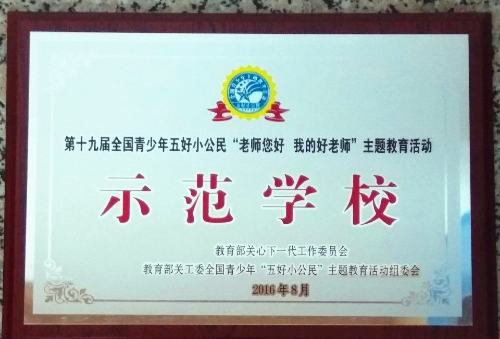 第十九届全国青少年五好小公民“老师您好 我的好老师”主题教育活动
示范学校
教育部关心下一代工作委员会
教育部关工委全国青少年“五好小公民”主题教育活动组委会
2016年8月